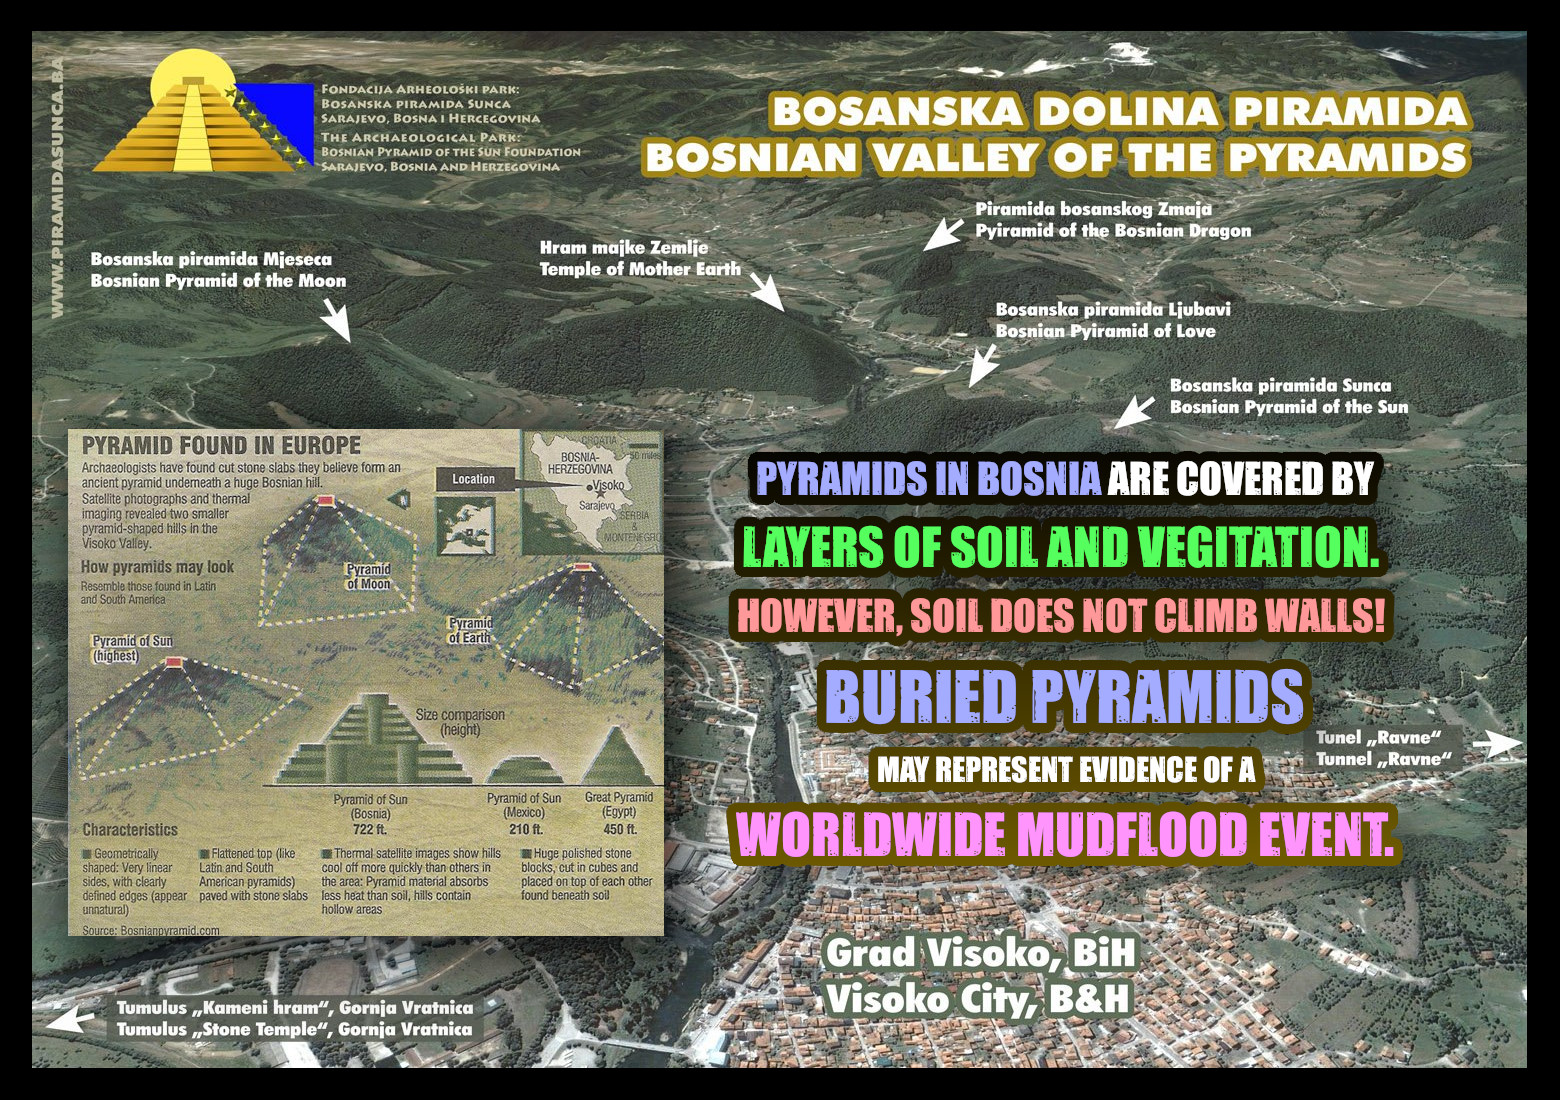 WWW.PIRAMIDASUNCA.BA
FONDACIJA ARHEOLOŠKI PARK:
BOSANSKA PIRAMIDA SUNCA
SARAJEVO, BOSNA I HERCEGOVINA
THE ARCHAEOLOGICAL PARK:
BOSNIAN PYRAMID OF THE SUN FOUNDATION
SARAJEVO, BOSNIA AND HERZEGOVINA
BOSANSKA DOLINA PIRAMIDA
BOSNIAN VALLEY OF THE PYRAMIDS
Piramida bosanskog Zmaja
Pyiramid of the Bosnian Dragon
Hram majke Zemlje
Temple of Mother Earth
Bosanska piramida Mjeseca
Bosnian Pyramid of the Moon
Bosanska piramida Ljubavi
Bosnian Pyiramid of Love
Bosanska piramida Sunca
Bosnian Pyramid of the Sun
PYRAMID FOUND IN EUROPE
Archaeologists have found cut stone slabs they believe form an
ancient pyramid underneath a huge Bosnian hill.
Satellite photographs and thermal
imaging revealed two smaller
pyramid-shaped hills in the
Visoko Valley.
How pyramids may look
Resemble those found in Latin
and South America
Location
N
CROATIA
50 miles
BOSNIA-
HERZEGOVINA
Visoko
Sarajevo
SERBIA
&
MONTENEGRO
Pyramid
of Moon
Pyramid
of Earth
Pyramid of Sun
(highest)
Size comparison
(height)
Pyramid of Sun
(Bosnia)
722 ft.
Pyramid of Sun
(Mexico)
210 ft.
Great Pyramid
(Egypt)
450 ft.
Characteristics
Geometrically
shaped: Very linear
sides, with clearly
defined edges (appear
unnatural)
Flattened top (like
Latin and South
American pyramids)
paved with stone slabs
Thermal satellite images show hills
cool off more quickly than others in
the area: Pyramid material absorbs
less heat than soil, hills contain
hollow areas
Huge polished stone
blocks, cut in cubes and
placed on top of each other
found beneath soil
Source: Bosnianpyramid.com
PYRAMIDS IN BOSNIA ARE COVERED BY
LAYERS OF SOIL AND VEGITATION.
HOWEVER, SOIL DOES NOT CLIMB WALLS!
BURIED PYRAMIDS
MAY REPRESENT EVIDENCE OF A
WORLDWIDE MUDFLOOD EVENT.
Tunel „Ravne“
Tunnel „Ravne“
Grad Visoko, BiH
Visoko City, B&H
Tumulus „Kameni hram“, Gornja Vratnica
Tumulus „Stone Temple“, Gornja Vratnica